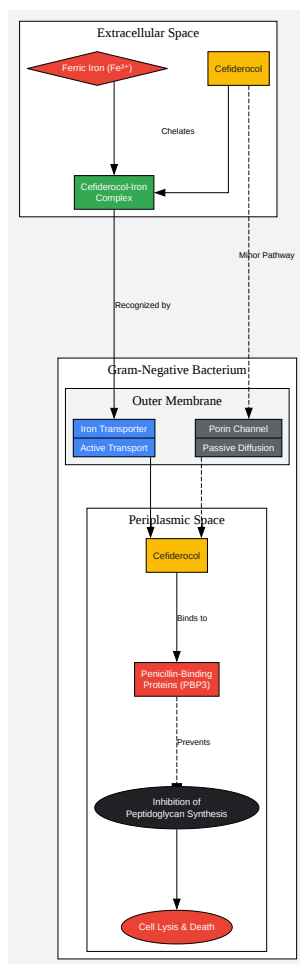 Extracellular Space
Ferric Iron (Fe³⁺)
Cefiderocol
Chelates
Cefiderocol-Iron
Complex
Minor Pathway
Recognized by
Gram-Negative Bacterium
Outer Membrane
Iron Transporter
Active Transport
Porin Channel
Passive Diffusion
Periplasmic Space
Cefiderocol
Binds to
Penicillin-Binding
Proteins (PBP3)
Prevents
Inhibition of
Peptidoglycan Synthesis
Cell Lysis & Death